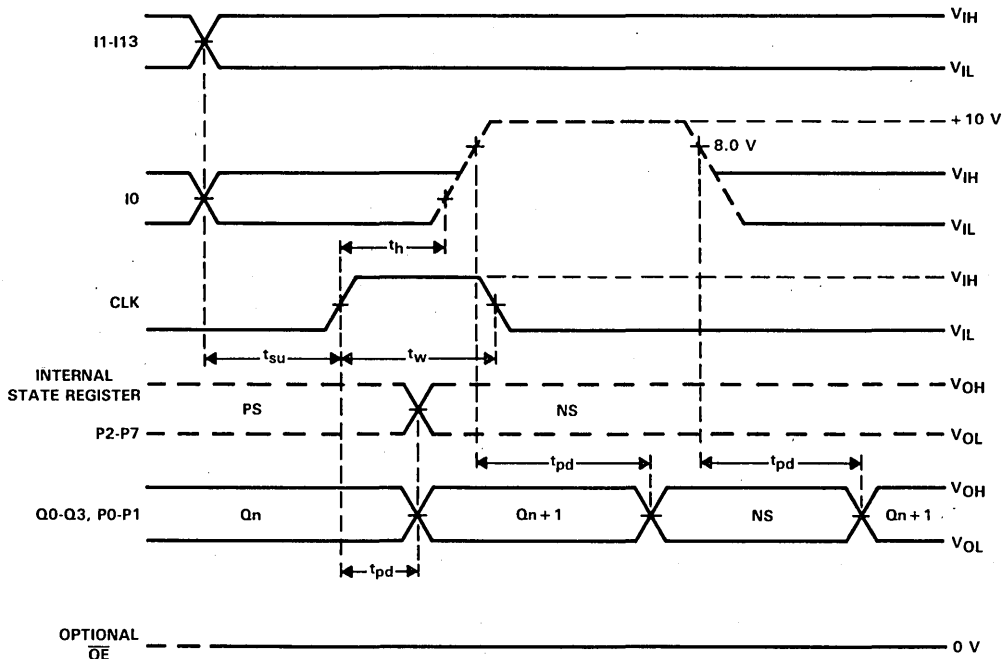 I1-I13
VIH
VIL
+10 V
8.0 V
I0
VIH
VIL
th
CLK
VIH
VIL
tsu
tw
INTERNAL
STATE REGISTER
PS
NS
VOH
P2-P7
VOL
tpd
tpd
Q0-Q3, P0-P1
Qn
Qn+1
NS
Qn+1
VOH
VOL
tpd
OPTIONAL
OE
0 V